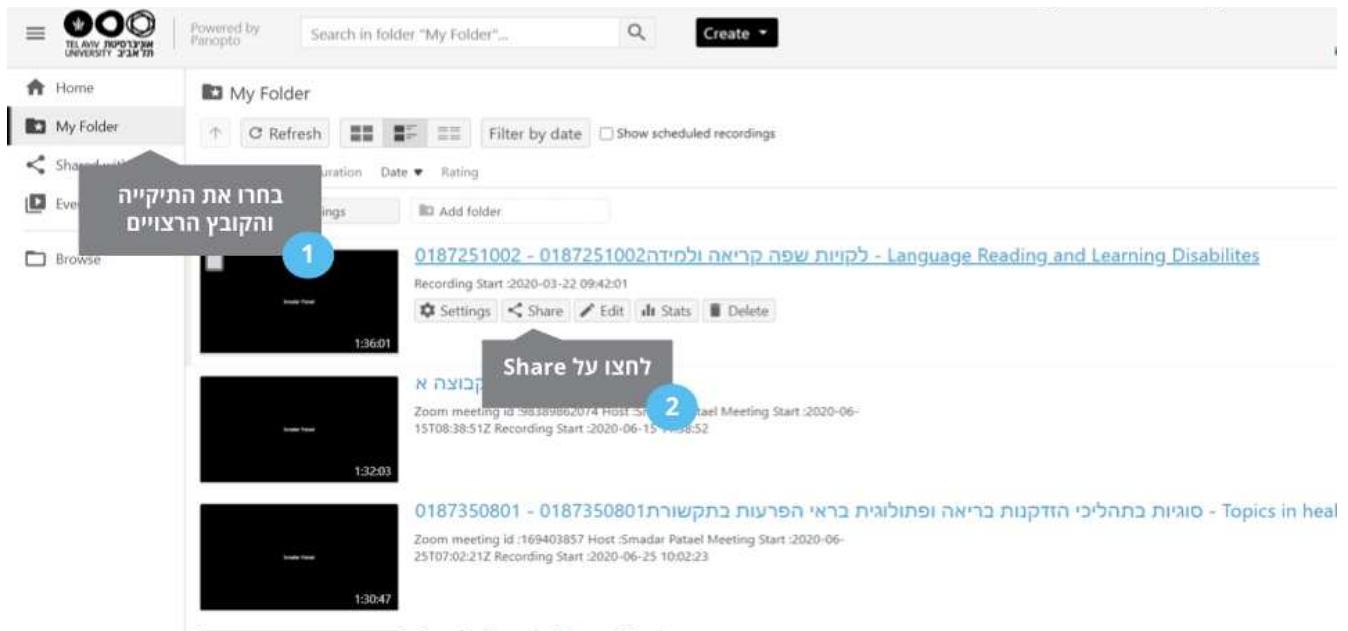 TEL AVIV UNIVERSITY אוניברסיטת תל אביב
Powered by Panopto
Search in folder "My Folder"...
Create
Home
My Folder
Shared
Browse
My Folder
Refresh
Filter by date
Show scheduled recordings
Date
Rating
Add folder
בחרו את התיקייה
והקובץ הרצויים
1
0187251002 - 0187251002לקויות שפה קריאה ולמידה - Language Reading and Learning Disabilites
Recording Start :2020-03-22 09:42:01
Settings
Share
Edit
Stats
Delete
1:36:01
לחצו על Share
2
קבוצה א
Zoom meeting id :98389862074 Host Meeting Start :2020-06-
15T08:38:51Z Recording Start :2020-06-15
1:32:03
0187350801 - 0187350801סוגיות בתהליכי הזדקנות בריאה ופתולוגית בראי הפרעות בתקשורת - Topics in heal
Zoom meeting id :169403857 Host :Smadar Patael Meeting Start :2020-06-
25T07:02:21Z Recording Start :2020-06-25 10:02:23
1:30:47